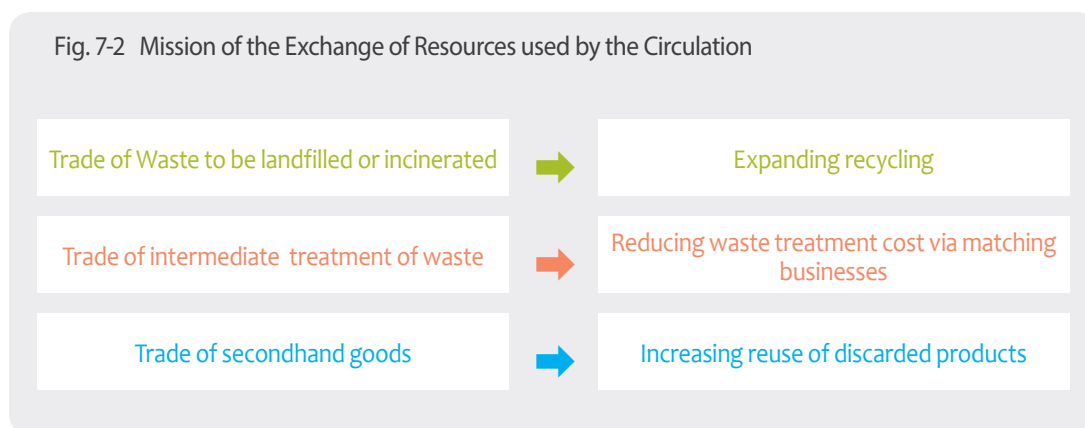 Fig. 7-2 Mission of the Exchange of Resources used by the Circulation
Trade of Waste to be landfilled or incinerated
Expanding recycling
Trade of intermediate treatment of waste
Reducing waste treatment cost via matching
businesses
Trade of secondhand goods
Increasing reuse of discarded products